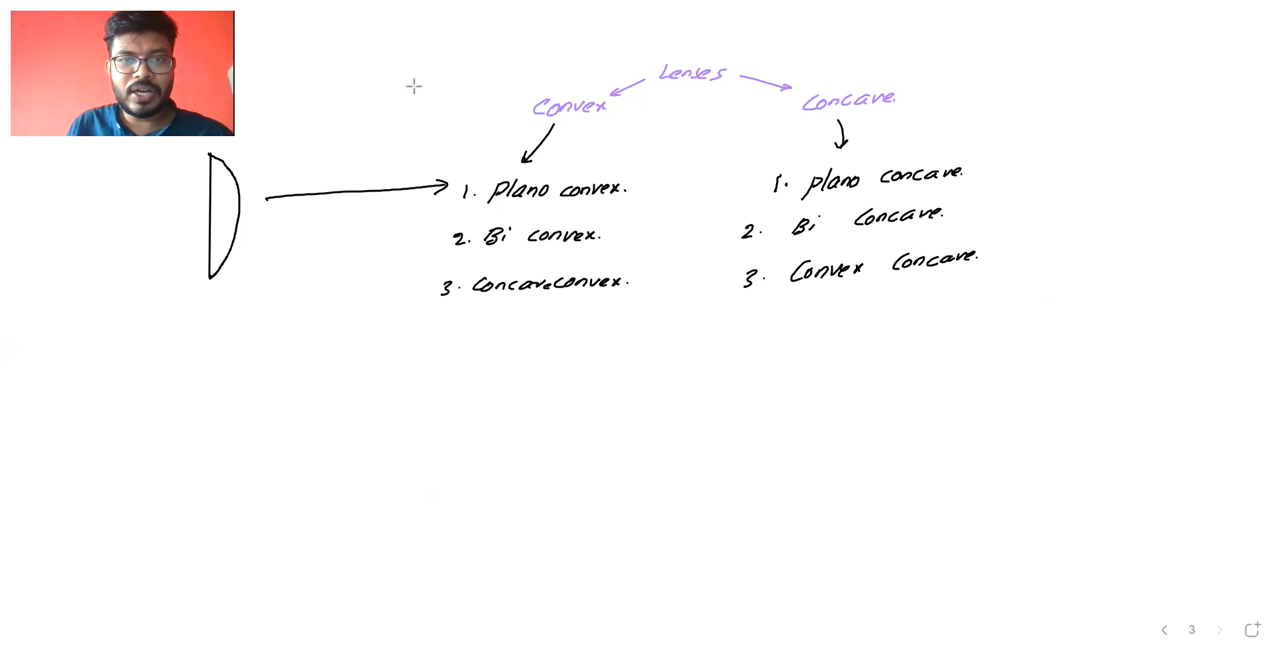 Lenses
Convex
Concave.
1. Plano convex.
2. Bi convex.
3. Concave convex.
1. Plano concave.
2. Bi Concave.
3. Convex Concave.
3